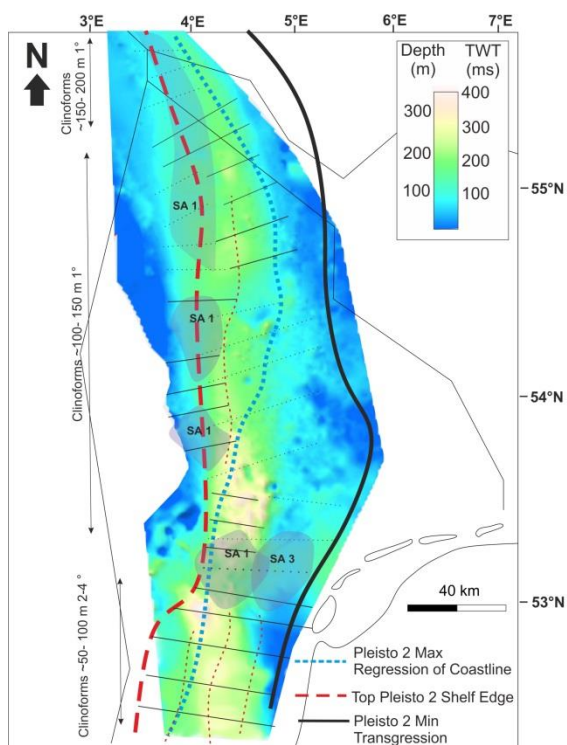 3°E 4°E 5°E 7°E
N
Depth TWT
(m) (ms)
400
300
300
200
200
100
100
Clinoforms
~150- 200 m 1°
Clinoforms ~100- 150 m 1°
Clinoforms ~50- 100 m 2-4 °
55°N
54°N
53°N
SA 1
SA 1
SA 1
SA 1 SA 3
40 km
Pleisto 2 Max
Regression of Coastline
Top Pleisto 2 Shelf Edge
Pleisto 2 Min
Transgression